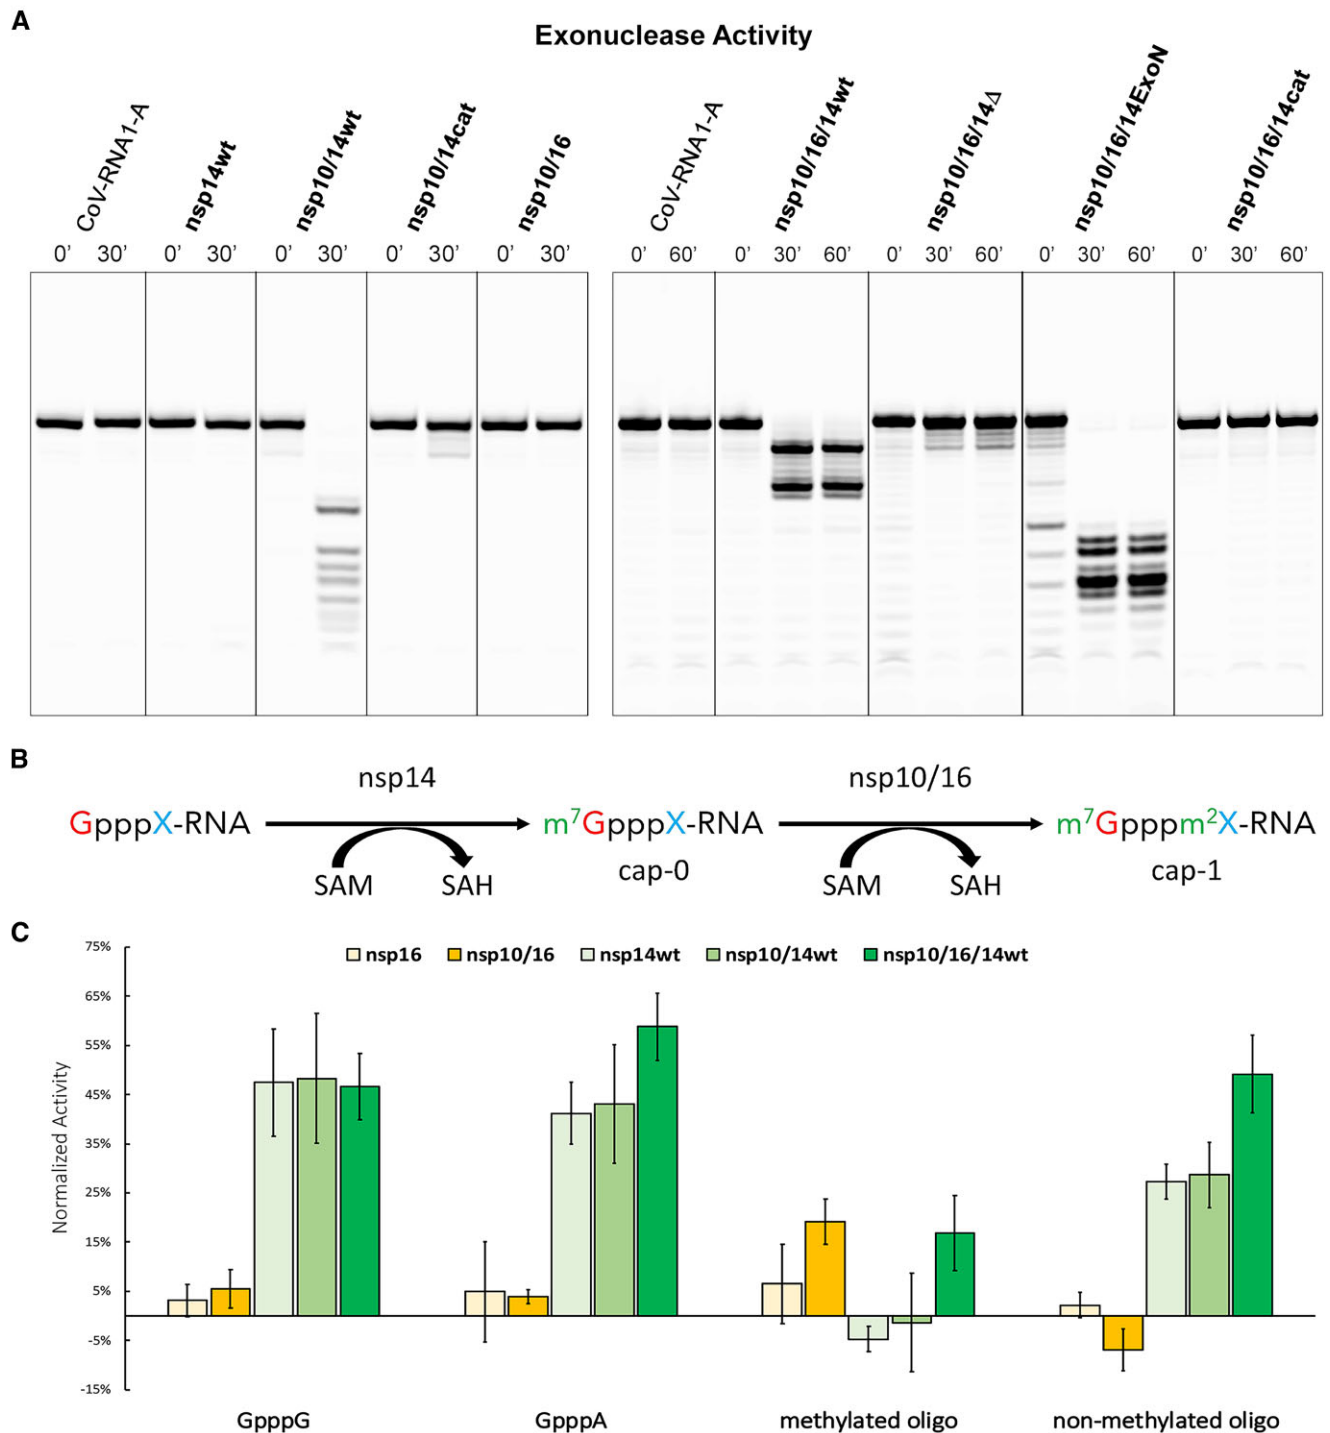 A
Exonuclease Activity
CoV-RNA1-A
nsp14wt
nsp10/14wt
nsp10/14cat
nsp10/16
CoV-RNA1-A
nsp10/16/14wt
nsp10/16/14Δ
nsp10/16/14ExoN
nsp10/16/14cat
0' 30' 0' 30' 0' 30' 0' 30' 0' 30' 0' 60' 0' 30' 60' 0' 30' 60' 0' 30' 60' 0' 30' 60'
B
nsp14 nsp10/16
GpppX-RNA m⁷GpppX-RNA m⁷Gpppm²X-RNA
SAM SAH cap-0 SAM SAH cap-1
C
nsp16 nsp10/16 nsp14wt nsp10/14wt nsp10/16/14wt
Normalized Activity
75%
65%
55%
45%
35%
25%
15%
5%
-5%
-15%
GpppG GpppA methylated oligo non-methylated oligo